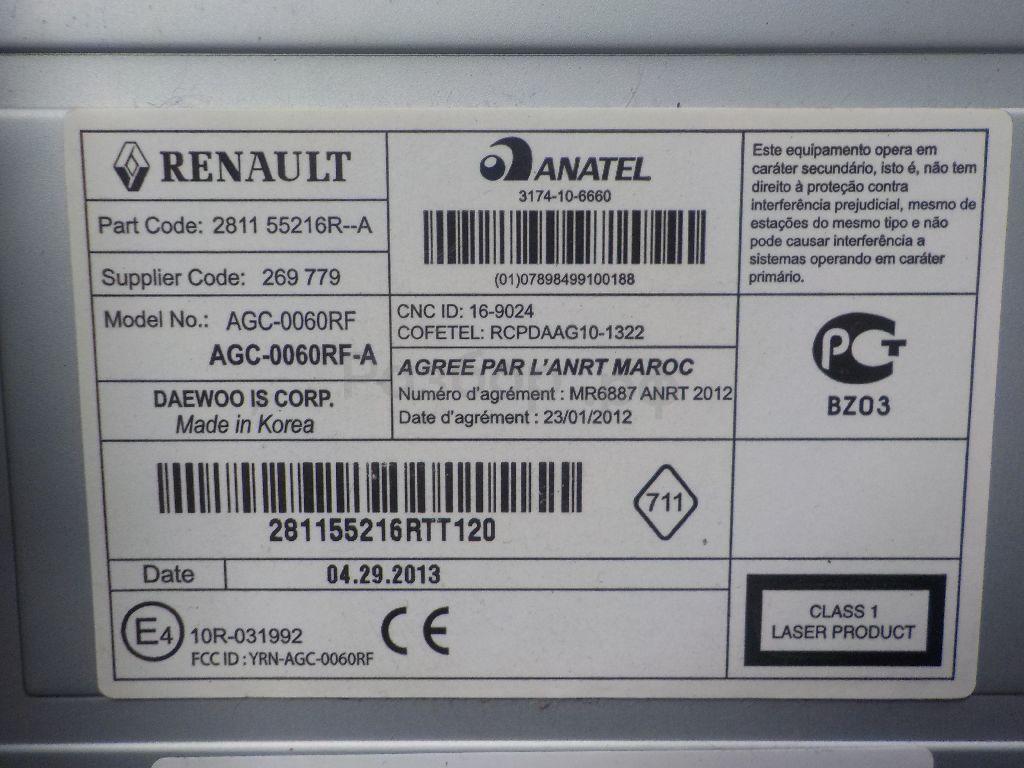 RENAULT
Part Code: 2811 55216R--A
Supplier Code: 269 779
Model No.: AGC-0060RF
AGC-0060RF-A
DAEWOO IS CORP.
Made in Korea
ANATEL
3174-10-6660
(01)07898499100188
CNC ID: 16-9024
COFETEL: RCPDAAG10-1322
AGREE PAR L'ANRT MAROC
Numéro d'agrément : MR6887 ANRT 2012
Date d'agrément : 23/01/2012
Este equipamento opera em
caráter secundário, isto é, não tem
direito à proteção contra
interferência prejudicial, mesmo de
estações do mesmo tipo e não
pode causar interferência a
sistemas operando em caráter
primário.
РСТ
BZ03
281155216RTT120
711
Date 04.29.2013
E4 10R-031992 CE
FCC ID : YRN-AGC-0060RF
CLASS 1
LASER PRODUCT